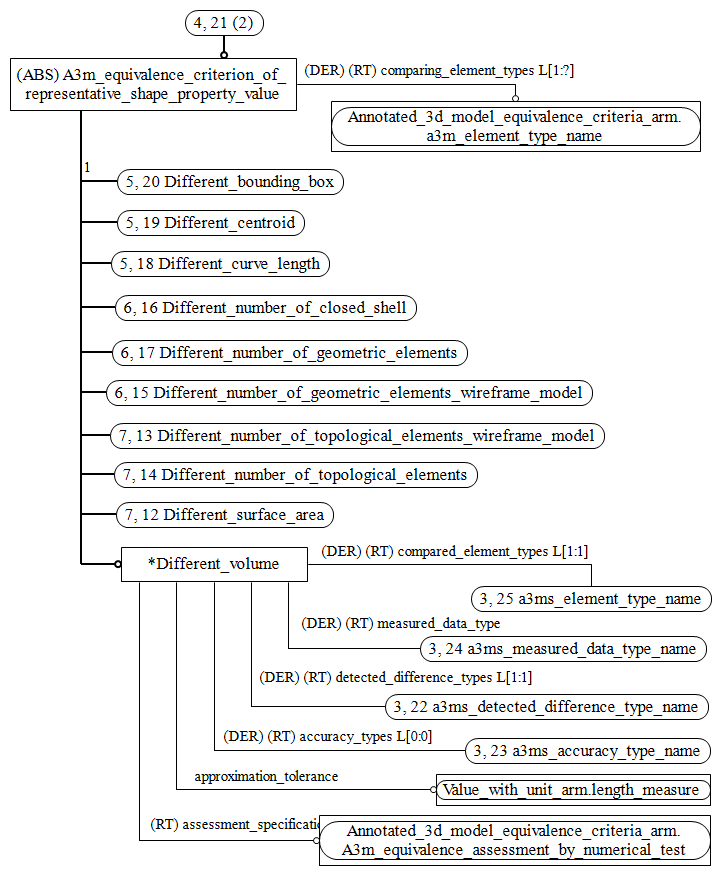 4, 21 (2)
(ABS) A3m_equivalence_criterion_of_
representative_shape_property_value
(DER) (RT) comparing_element_types L[1:?]
Annotated_3d_model_equivalence_criteria_arm.
a3m_element_type_name
1
5, 20 Different_bounding_box
5, 19 Different_centroid
5, 18 Different_curve_length
6, 16 Different_number_of_closed_shell
6, 17 Different_number_of_geometric_elements
6, 15 Different_number_of_geometric_elements_wireframe_model
7, 13 Different_number_of_topological_elements_wireframe_model
7, 14 Different_number_of_topological_elements
7, 12 Different_surface_area
*Different_volume
(DER) (RT) compared_element_types L[1:1]
3, 25 a3ms_element_type_name
(DER) (RT) measured_data_type
3, 24 a3ms_measured_data_type_name
(DER) (RT) detected_difference_types L[1:1]
3, 22 a3ms_detected_difference_type_name
(DER) (RT) accuracy_types L[0:0]
3, 23 a3ms_accuracy_type_name
approximation_tolerance
Value_with_unit_arm.length_measure
(RT) assessment_specificatio
Annotated_3d_model_equivalence_criteria_arm.
A3m_equivalence_assessment_by_numerical_test